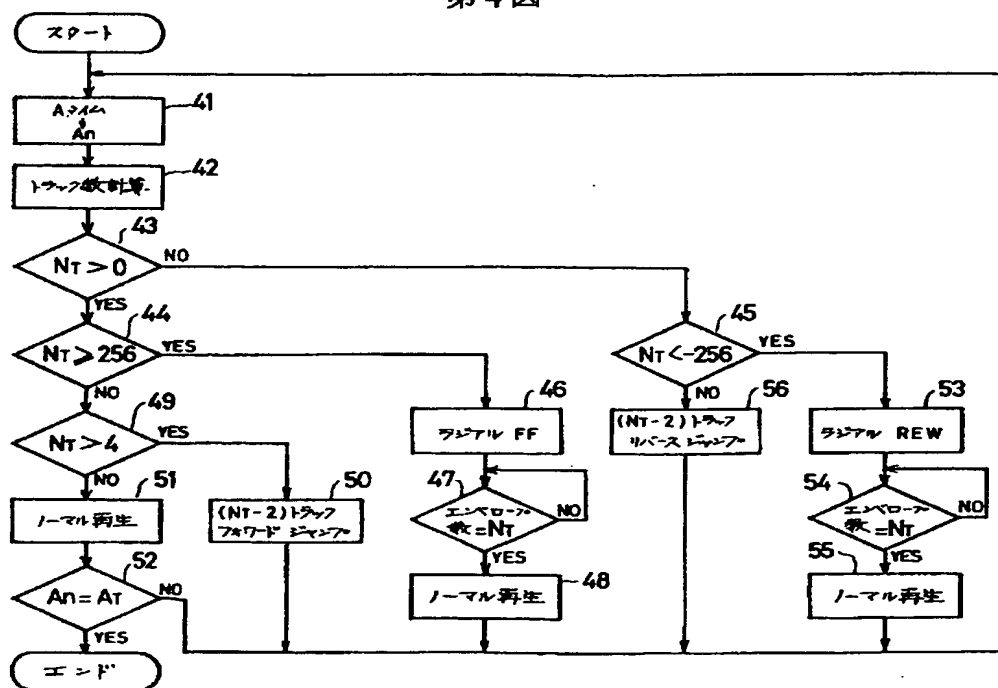 第4図
スタート
41
Aタイム
↓
An
42
トラック数計算
43
NT>0
NO
YES
44
NT≧256
YES
NO
45
NT<-256
YES
NO
49
NT>4
YES
NO
46
ラジアル FF
56
(NT-2)トラック
リバース ジャンプ
53
ラジアル REW
51
ノーマル再生
50
(NT-2)トラック
フォワード ジャンプ
47
エンベロープ
数=NT
NO
YES
54
エンベロープ
数=NT
NO
YES
52
An=AT
NO
YES
48
ノーマル再生
55
ノーマル再生
エンド